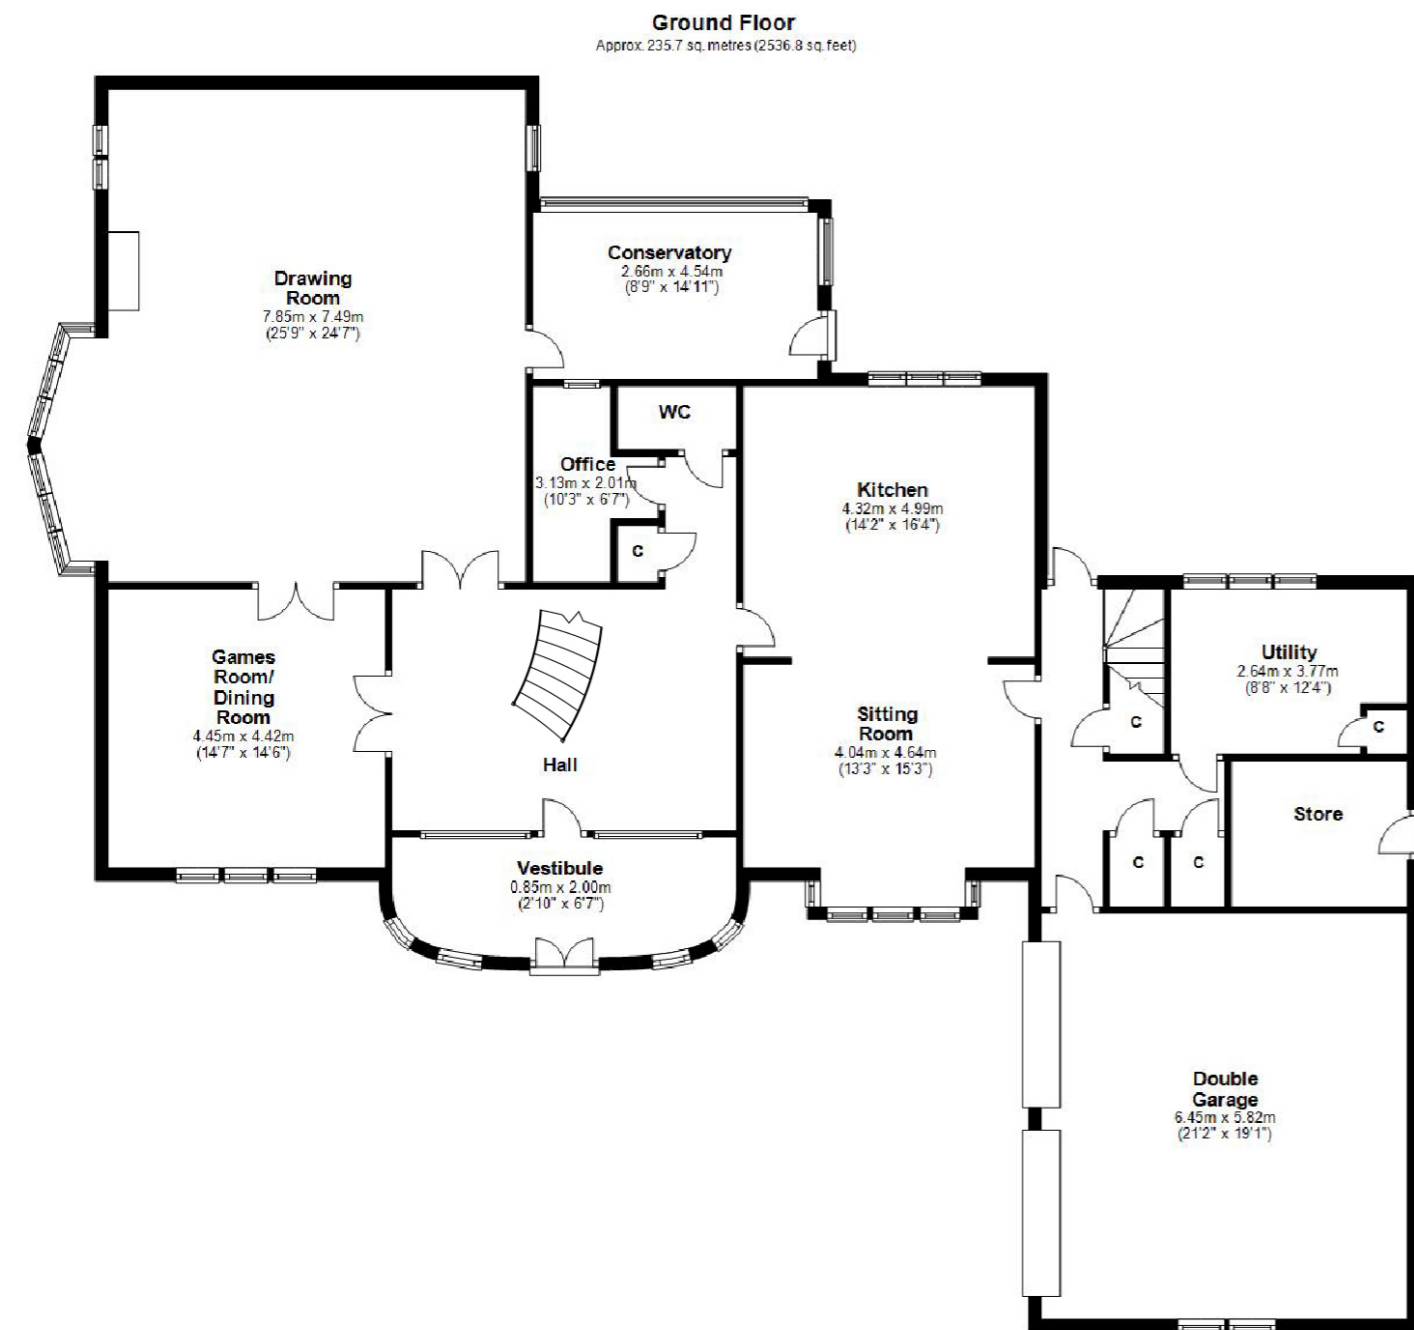 Ground Floor
Approx. 235.7 sq. metres (2536.8 sq. feet)
Drawing
Room
7.85m x 7.49m
(25'9" x 24'7")
Conservatory
2.66m x 4.54m
(8'9" x 14'11")
WC
Office
3.13m x 2.01m
(10'3" x 6'7")
C
Kitchen
4.32m x 4.99m
(14'2" x 16'4")
Games
Room/
Dining
Room
4.45m x 4.42m
(14'7" x 14'6")
Hall
Sitting
Room
4.04m x 4.64m
(13'3" x 15'3")
Utility
2.64m x 3.77m
(8'8" x 12'4")
C
C
Store
C
C
Vestibule
0.85m x 2.00m
(2'10" x 6'7")
Double
Garage
6.45m x 5.82m
(21'2" x 19'1")